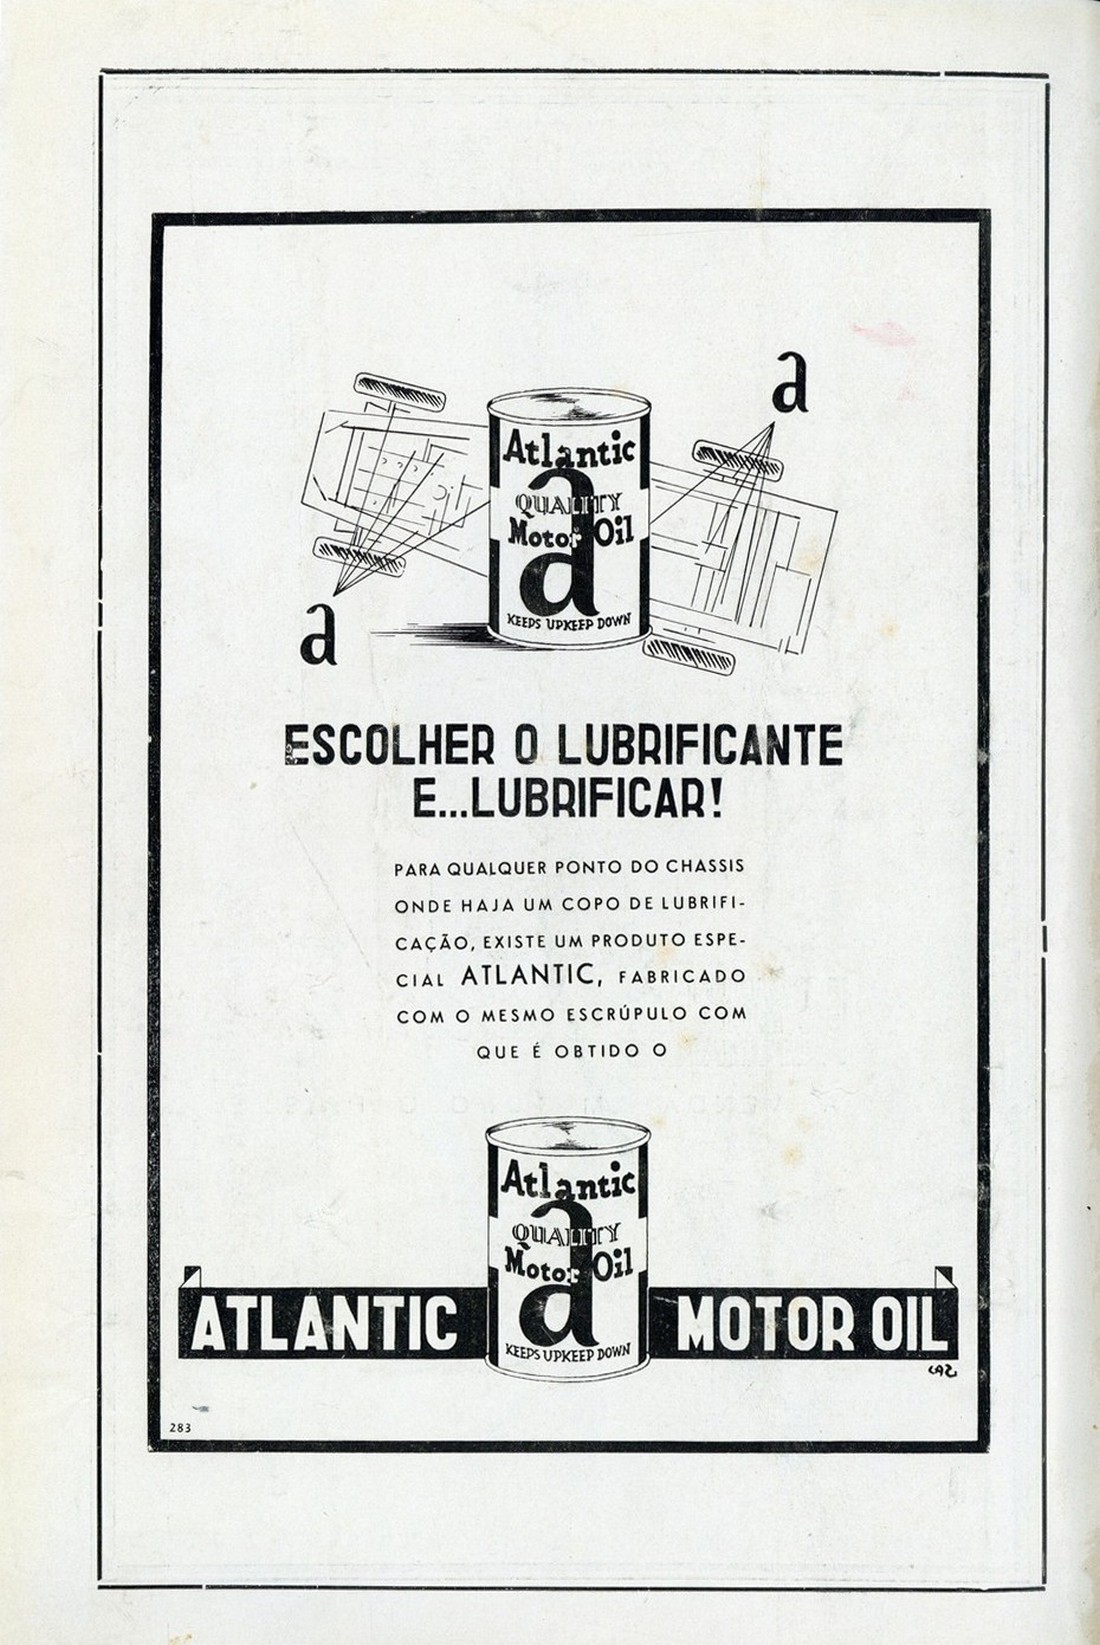 a
Atlantic
QUALITY
Motor Oil
a
KEEPS UPKEEP DOWN
a
ESCOLHER O LUBRIFICANTE
E...LUBRIFICAR!
PARA QUALQUER PONTO DO CHASSIS
ONDE HAJA UM COPO DE LUBRIFI-
CAÇÃO, EXISTE UM PRODUTO ESPE-
CIAL ATLANTIC, FABRICADO
COM O MESMO ESCRÚPULO COM
QUE É OBTIDO O
Atlantic
QUALITY
Motor Oil
a
KEEPS UPKEEP DOWN
ATLANTIC MOTOR OIL
283